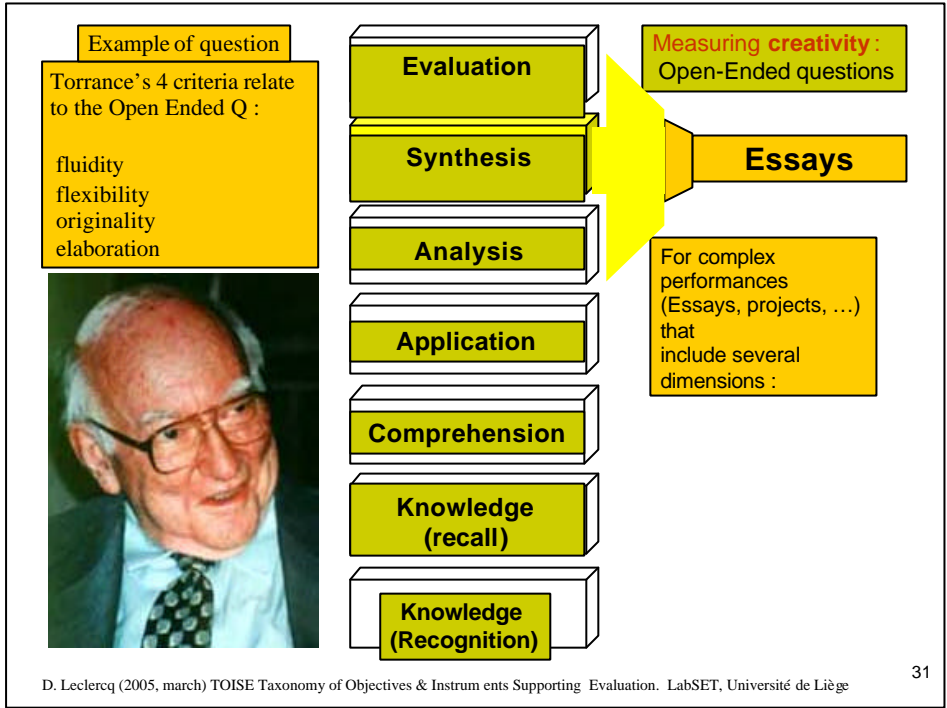 Example of question
Torrance’s 4 criteria relate
to the Open Ended Q :
fluidity
flexibility
originality
elaboration
Evaluation
Synthesis
Analysis
Application
Comprehension
Knowledge
(recall)
Knowledge
(Recognition)
Measuring creativity :
Open-Ended questions
Essays
For complex
performances
(Essays, projects, …)
that
include several
dimensions :
D. Leclercq (2005, march) TOISE Taxonomy of Objectives & Instrum ents Supporting Evaluation. LabSET, Université de Liège
31